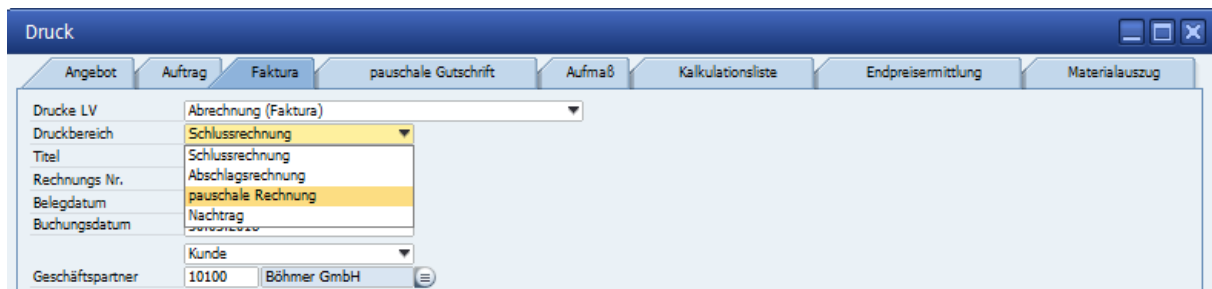 Druck
Angebot Auftrag Faktura pauschale Gutschrift Aufmaß Kalkulationsliste Endpreisermittlung Materialauszug
Drucke LV Abrechnung (Faktura)
Druckbereich Schlussrechnung
Titel Schlussrechnung
Rechnungs Nr. Abschlagsrechnung
Belegdatum pauschale Rechnung
Nachtrag
Buchungsdatum
Kunde
Geschäftspartner 10100 Böhmer GmbH